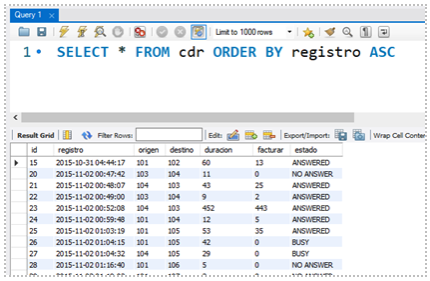 Query 1 ×
Limit to 1000 rows
1 • SELECT * FROM cdr ORDER BY registro ASC
Result Grid Filter Rows: Edit: Export/Import: Wrap Cell Conten
id registro origen destino duracion facturar estado
15 2015-10-31 04:44:17 101 102 60 13 ANSWERED
20 2015-11-02 00:47:42 103 104 11 0 NO ANSWER
21 2015-11-02 00:48:07 104 103 43 25 ANSWERED
22 2015-11-02 00:49:00 103 104 9 2 ANSWERED
23 2015-11-02 00:52:08 104 103 452 443 ANSWERED
24 2015-11-02 00:59:48 101 104 12 5 ANSWERED
25 2015-11-02 01:03:19 101 105 53 35 ANSWERED
26 2015-11-02 01:04:15 101 105 42 0 BUSY
27 2015-11-02 01:04:32 104 105 29 0 BUSY
28 2015-11-02 01:16:40 101 106 5 0 NO ANSWER